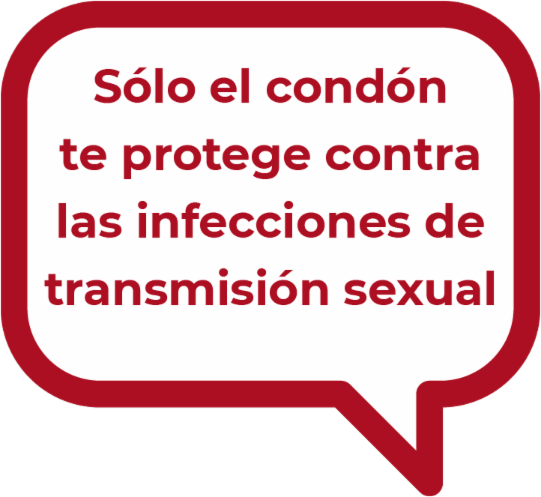 Sólo el condón
te protege contra
las infecciones de
transmisión sexual